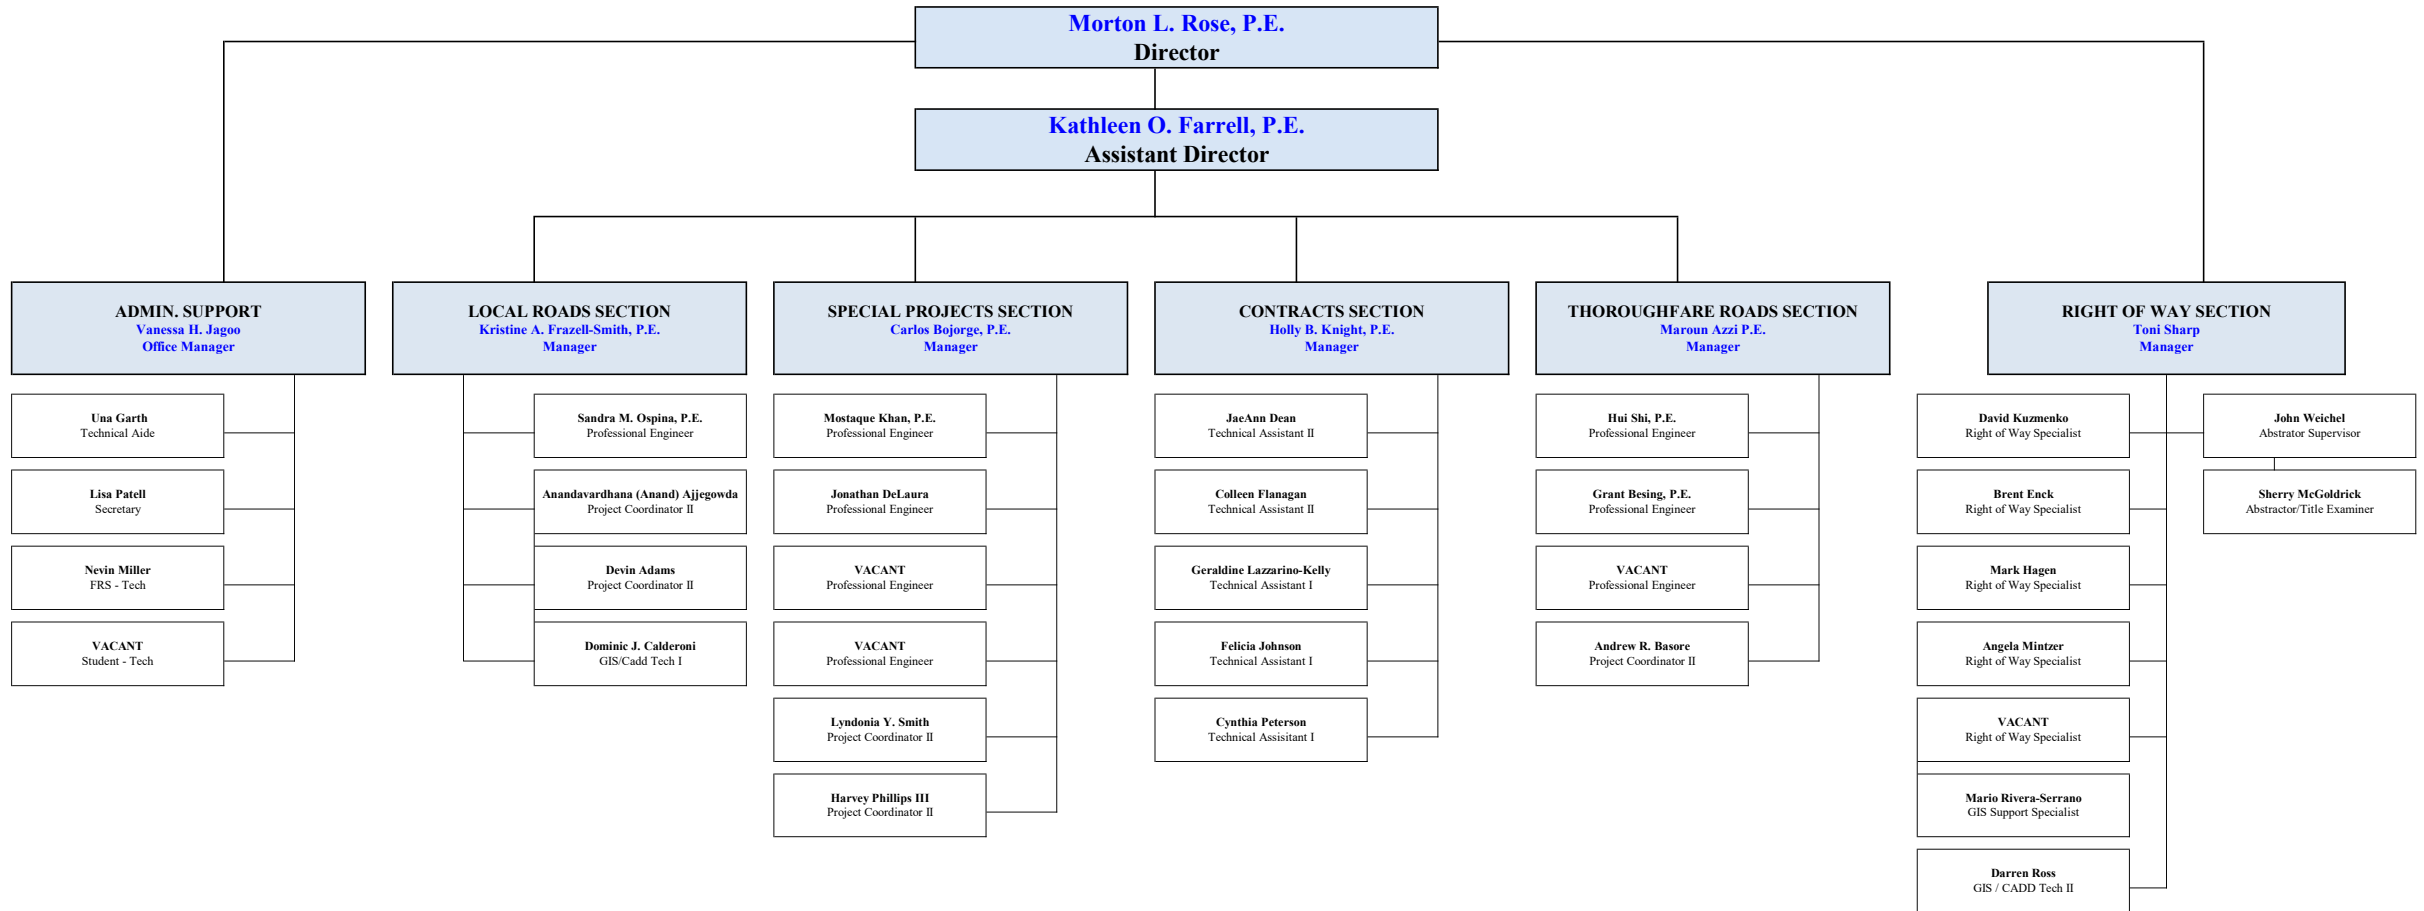 Morton L. Rose, P.E.
Director
Kathleen O. Farrell, P.E.
Assistant Director
ADMIN. SUPPORT
Vanessa H. Jagoo
Office Manager
Una Garth
Technical Aide
Lisa Patell
Secretary
Nevin Miller
FRS - Tech
VACANT
Student - Tech
LOCAL ROADS SECTION
Kristine A. Frazell-Smith, P.E.
Manager
Sandra M. Ospina, P.E.
Professional Engineer
Anandavardhana (Anand) Ajjegowda
Project Coordinator II
Devin Adams
Project Coordinator II
Dominic J. Calderoni
GIS/Cadd Tech I
SPECIAL PROJECTS SECTION
Carlos Bojorge, P.E.
Manager
Mostaque Khan, P.E.
Professional Engineer
Jonathan DeLaura
Professional Engineer
VACANT
Professional Engineer
VACANT
Professional Engineer
Lyndonia Y. Smith
Project Coordinator II
Harvey Phillips III
Project Coordinator II
CONTRACTS SECTION
Holly B. Knight, P.E.
Manager
JaeAnn Dean
Technical Assistant II
Colleen Flanagan
Technical Assistant II
Geraldine Lazzarino-Kelly
Technical Assistant I
Felicia Johnson
Technical Assistant I
Cynthia Peterson
Technical Assisitant I
THOROUGHFARE ROADS SECTION
Maroun Azzi P.E.
Manager
Hui Shi, P.E.
Professional Engineer
Grant Besing, P.E.
Professional Engineer
VACANT
Professional Engineer
Andrew R. Basore
Project Coordinator II
RIGHT OF WAY SECTION
Toni Sharp
Manager
David Kuzmenko
Right of Way Specialist
Brent Enck
Right of Way Specialist
Mark Hagen
Right of Way Specialist
Angela Mintzer
Right of Way Specialist
VACANT
Right of Way Specialist
Mario Rivera-Serrano
GIS Support Specialist
Darren Ross
GIS / CADD Tech II
John Weichel
Abstrator Supervisor
Sherry McGoldrick
Abstractor/Title Examiner